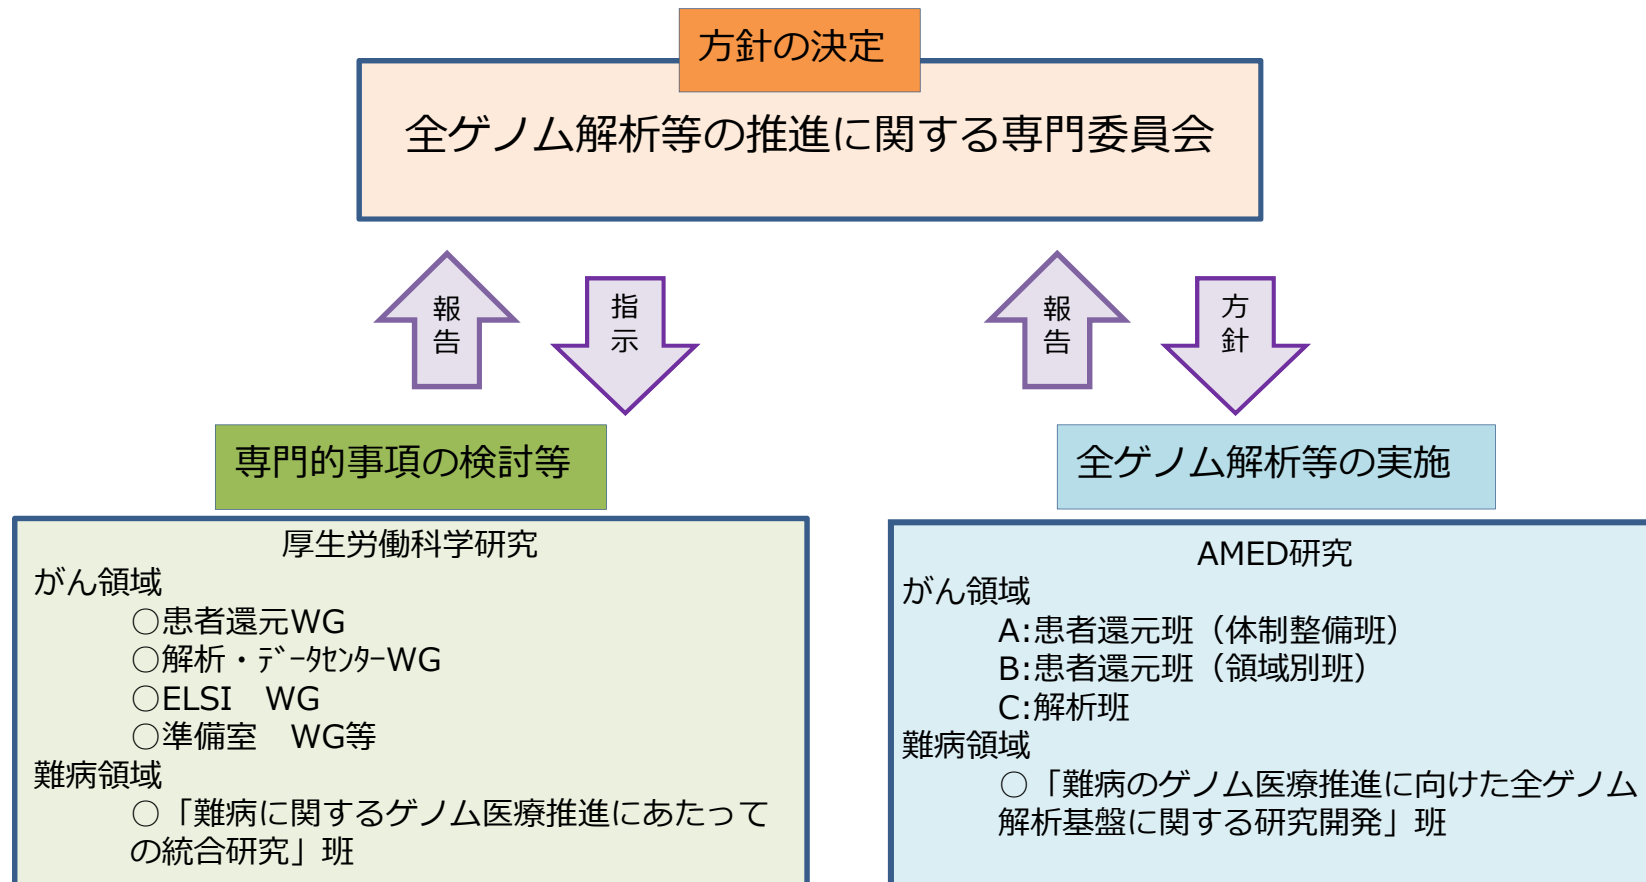 方針の決定
全ゲノム解析等の推進に関する専門委員会
報告
指示
報告
方針
専門的事項の検討等
厚生労働科学研究
がん領域
○患者還元WG
○解析・ﾃﾞｰﾀｾﾝﾀｰWG
○ELSI　WG
○準備室　WG等
難病領域
○「難病に関するゲノム医療推進にあたって
の統合研究」班
全ゲノム解析等の実施
AMED研究
がん領域
A:患者還元班（体制整備班）
B:患者還元班（領域別班）
C:解析班
難病領域
○「難病のゲノム医療推進に向けた全ゲノム
解析基盤に関する研究開発」班